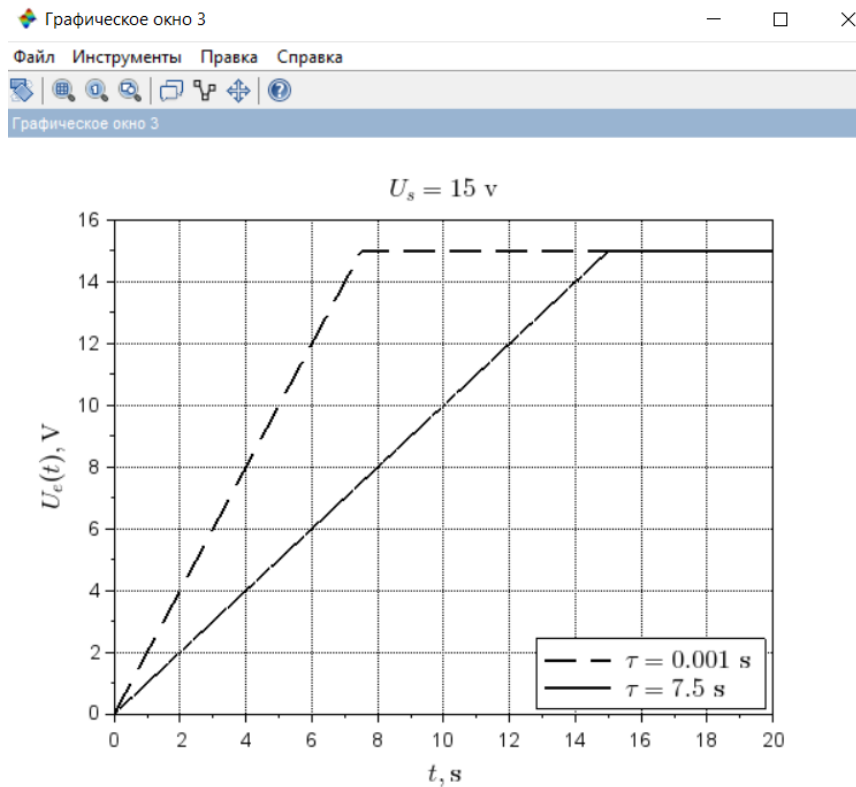 Графическое окно 3
Файл Инструменты Правка Справка
Графическое окно 3
U_s = 15 v
16
14
12
10
8
6
4
2
0
U_e(t), V
0 2 4 6 8 10 12 14 16 18 20
t, s
τ = 0.001 s
τ = 7.5 s